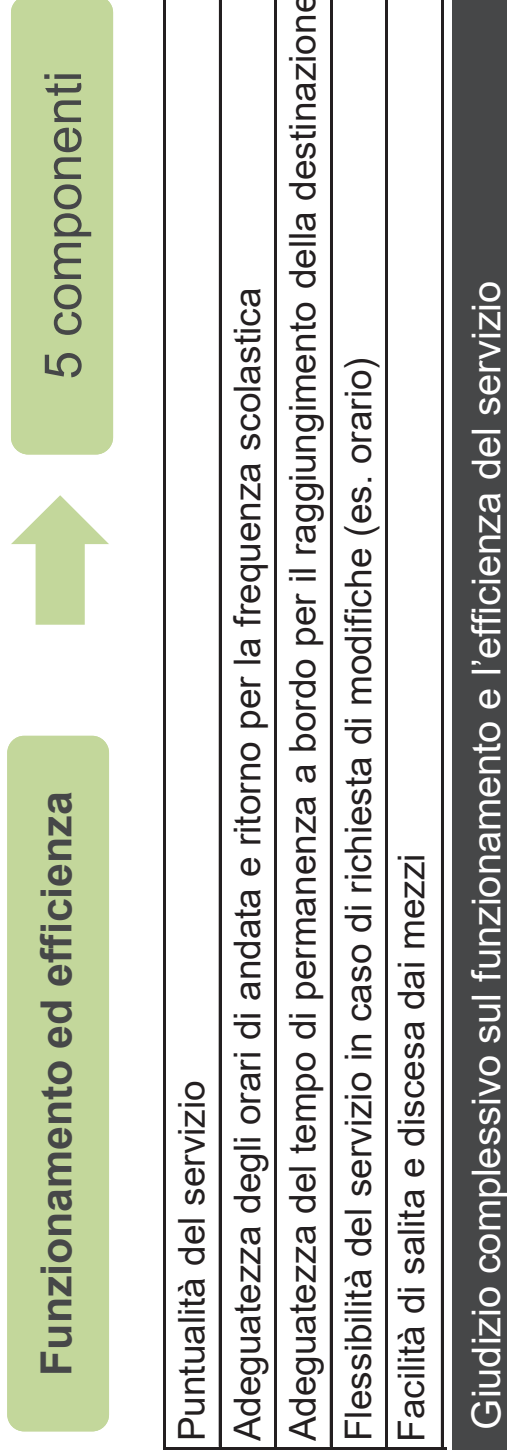 Funzionamento ed efficienza
5 componenti
Puntualità del servizio
Adeguatezza degli orari di andata e ritorno per la frequenza scolastica
Adeguatezza del tempo di permanenza a bordo per il raggiungimento della destinazione
Flessibilità del servizio in caso di richiesta di modifiche (es. orario)
Facilità di salita e discesa dai mezzi
Giudizio complessivo sul funzionamento e l'efficienza del servizio